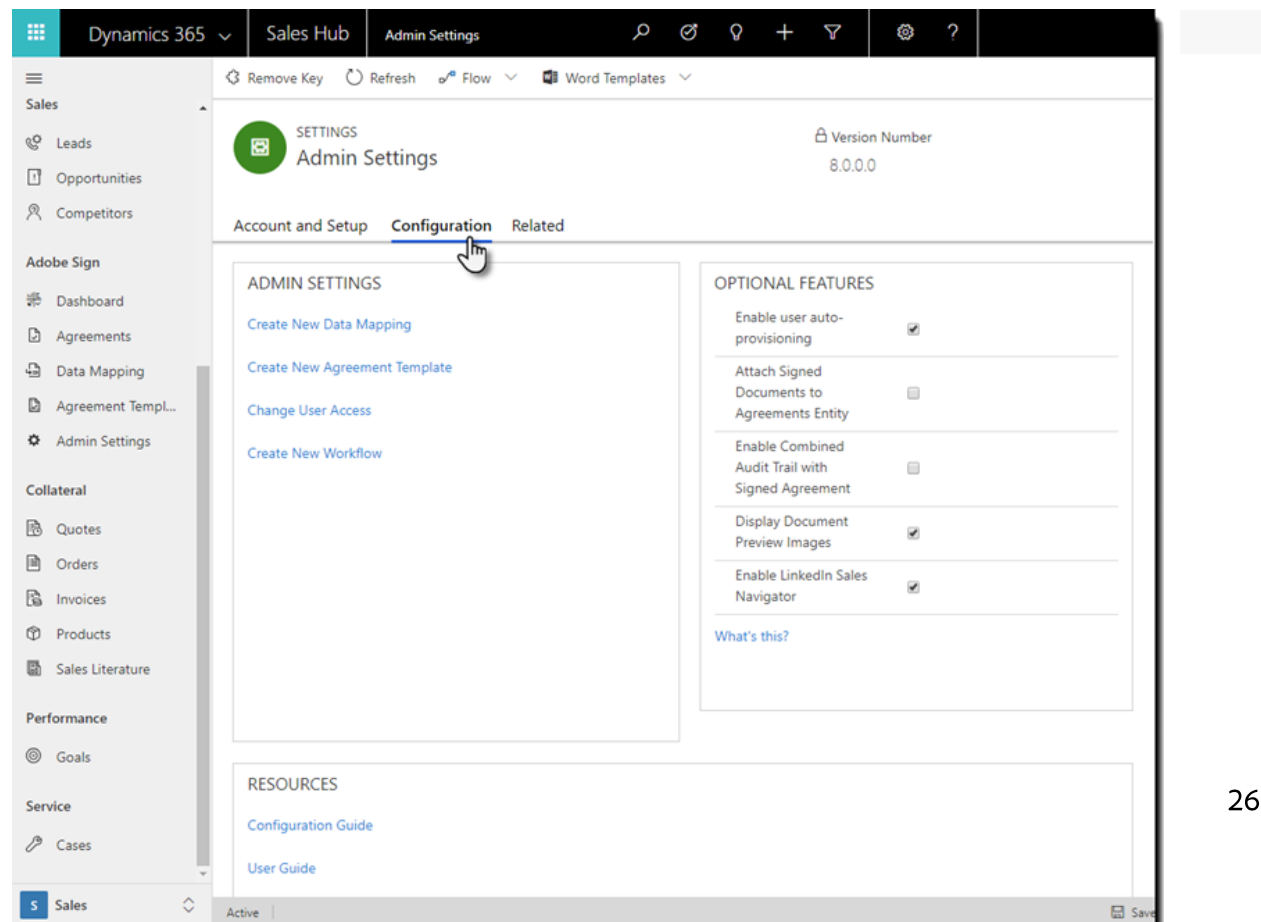 Dynamics 365
Sales Hub
Admin Settings
?
Remove Key
Refresh
Flow
Word Templates
Sales
Leads
Opportunities
Competitors
Adobe Sign
Dashboard
Agreements
Data Mapping
Agreement Templ...
Admin Settings
Collateral
Quotes
Orders
Invoices
Products
Sales Literature
Performance
Goals
Service
Cases
S
Sales
SETTINGS
Admin Settings
Version Number
8.0.0.0
Account and Setup
Configuration
Related
ADMIN SETTINGS
Create New Data Mapping
Create New Agreement Template
Change User Access
Create New Workflow
OPTIONAL FEATURES
Enable user auto-
provisioning
Attach Signed
Documents to
Agreements Entity
Enable Combined
Audit Trail with
Signed Agreement
Display Document
Preview Images
Enable LinkedIn Sales
Navigator
What's this?
RESOURCES
Configuration Guide
User Guide
Active
Save
26